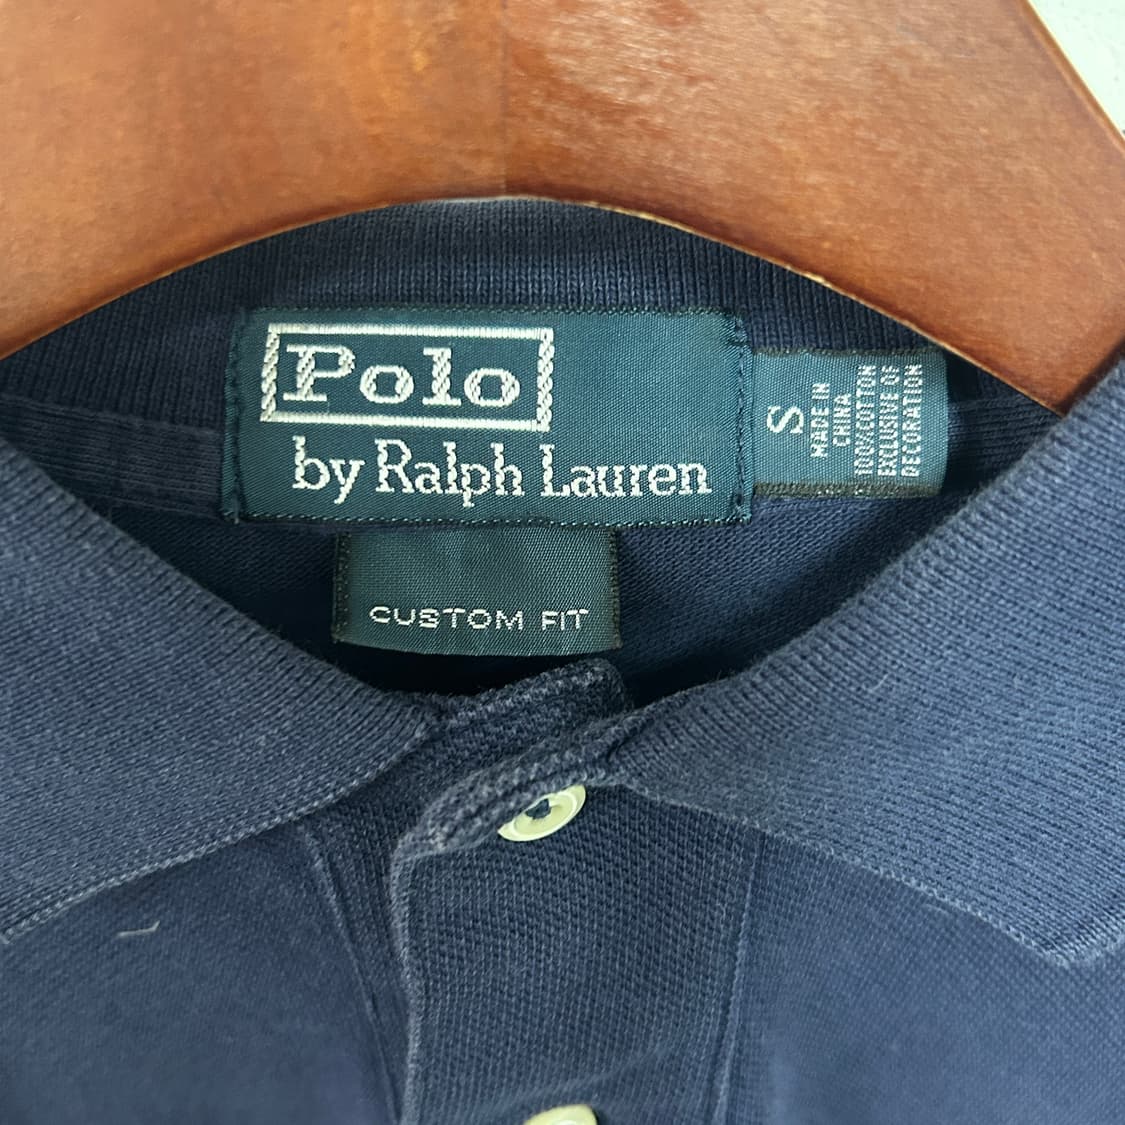 Polo
by Ralph Lauren
S
MADE IN
CHINA
100% COTTON
EXCLUSIVE OF
DECORATION
CUSTOM FIT